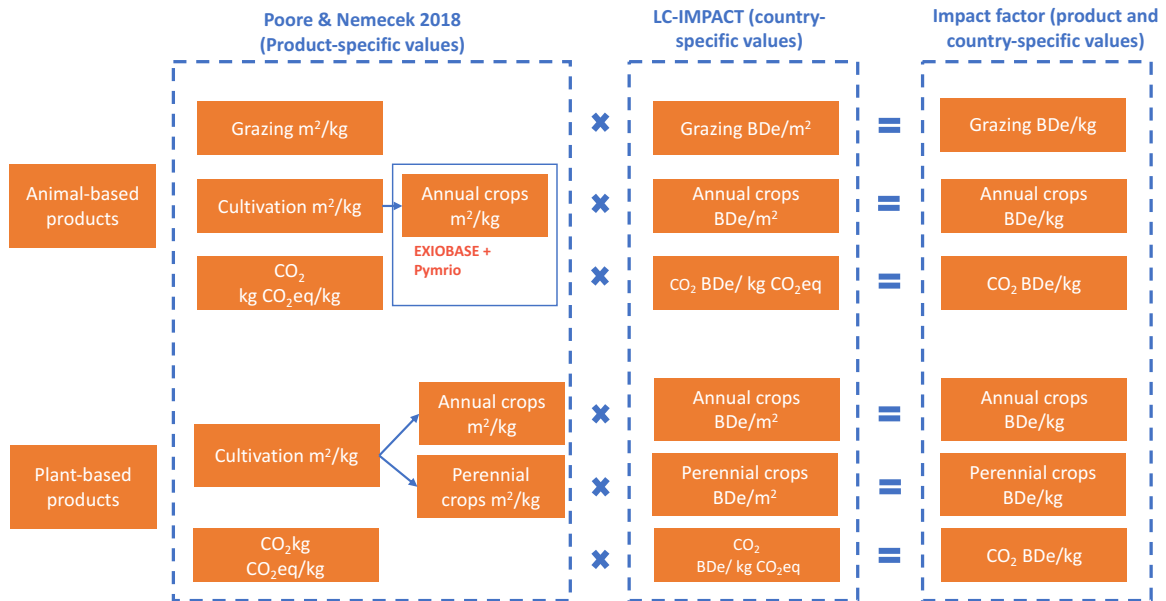 Poore & Nemecek 2018
(Product-specific values)
LC-IMPACT (country-
specific values)
Impact factor (product and
country-specific values)
Animal-based
products
Grazing m²/kg
×
Grazing BDe/m²
=
Grazing BDe/kg
Cultivation m²/kg
Annual crops
m²/kg
EXIOBASE +
Pymrio
×
Annual crops
BDe/m²
=
Annual crops
BDe/kg
CO₂
kg CO₂eq/kg
×
CO₂ BDe/ kg CO₂eq
=
CO₂ BDe/kg
Plant-based
products
Cultivation m²/kg
Annual crops
m²/kg
×
Annual crops
BDe/m²
=
Annual crops
BDe/kg
Perennial
crops m²/kg
×
Perennial crops
BDe/m²
=
Perennial crops
BDe/kg
CO₂kg
CO₂eq/kg
×
CO₂
BDe/ kg CO₂eq
=
CO₂ BDe/kg